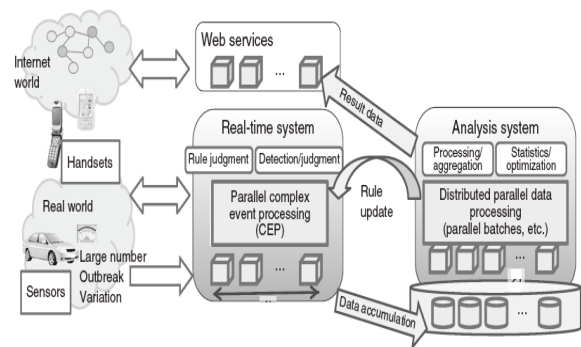 Web services
...
Internet
world
Handsets
Real world
Large number
Outbreak
Variation
Sensors
Result data
Real-time system
Rule judgment
Detection/judgment
Parallel complex
event processing
(CEP)
...
Rule
update
Data accumulation
Analysis system
Processing/
aggregation
Statistics/
optimization
Distributed parallel data
processing
(parallel batches, etc.)
...
...